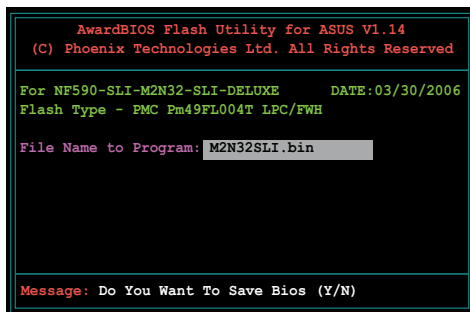 AwardBIOS Flash Utility for ASUS V1.14
(C) Phoenix Technologies Ltd. All Rights Reserved
For NF590-SLI-M2N32-SLI-DELUXE DATE:03/30/2006
Flash Type - PMC Pm49FL004T LPC/FWH
File Name to Program: M2N32SLI.bin
Message: Do You Want To Save Bios (Y/N)